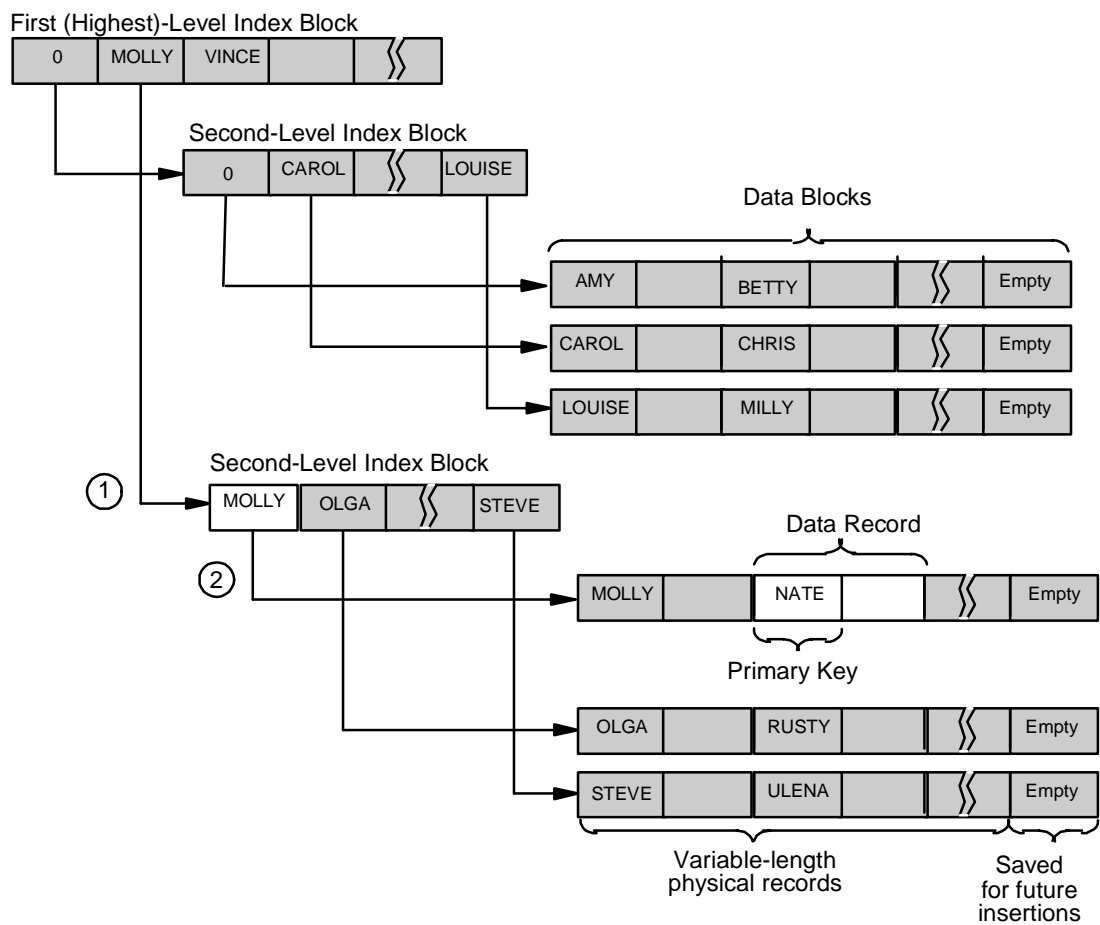 First (Highest)-Level Index Block
0 MOLLY VINCE
Second-Level Index Block
0 CAROL LOUISE
Data Blocks
AMY BETTY Empty
CAROL CHRIS Empty
LOUISE MILLY Empty
Second-Level Index Block
1
MOLLY OLGA STEVE
Data Record
2
MOLLY NATE Empty
Primary Key
OLGA RUSTY Empty
STEVE ULENA Empty
Variable-length
physical records
Saved
for future
insertions